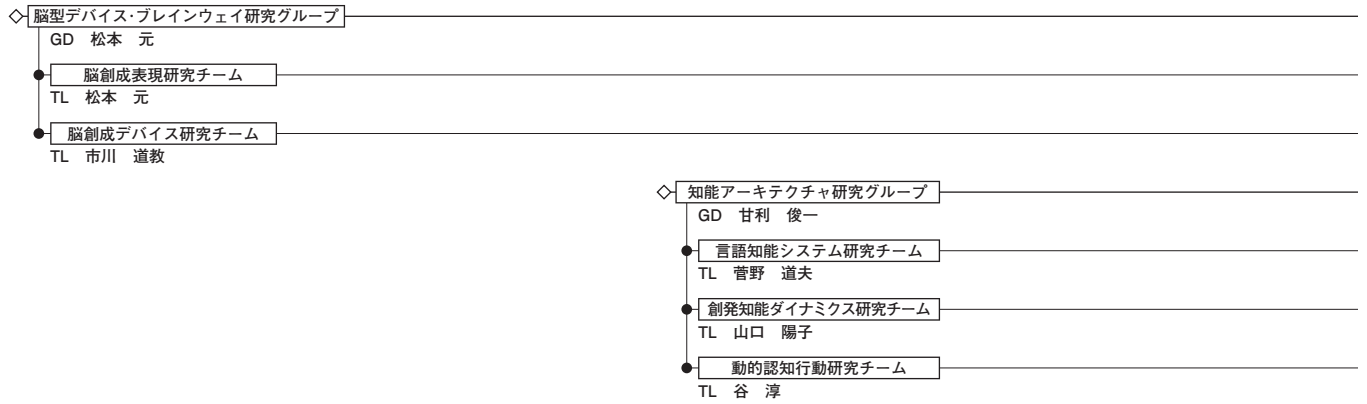 脳型デバイス・ブレインウェイ研究グループ
GD 松本 元
脳創成表現研究チーム
TL 松本 元
脳創成デバイス研究チーム
TL 市川 道教
知能アーキテクチャ研究グループ
GD 甘利 俊一
言語知能システム研究チーム
TL 菅野 道夫
創発知能ダイナミクス研究チーム
TL 山口 陽子
動的認知行動研究チーム
TL 谷 淳